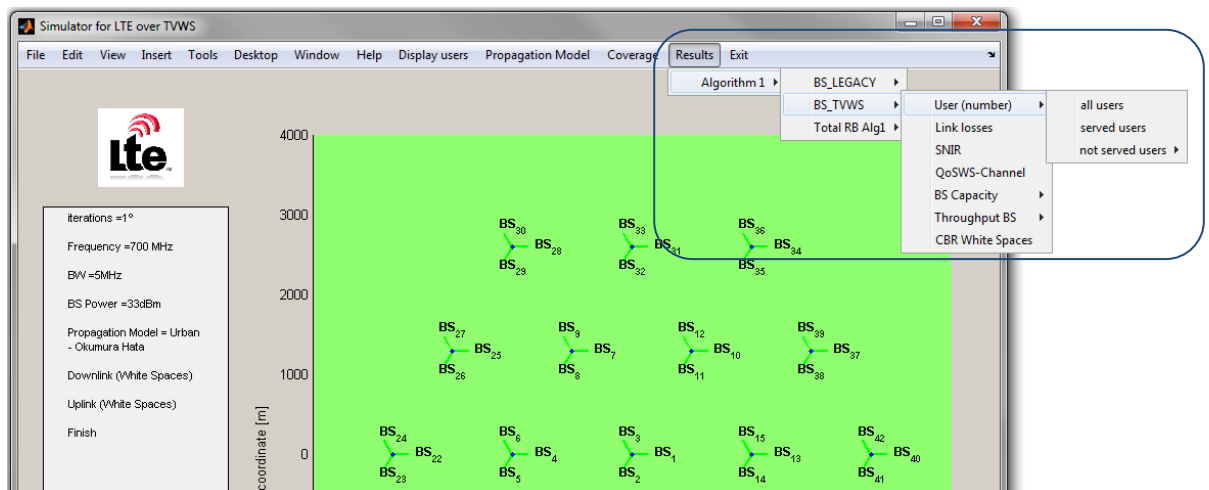 Simulator for LTE over TVWS
File Edit View Insert Tools Desktop Window Help Display users Propagation Model Coverage Results Exit
Algorithm 1
BS_LEGACY
BS_TVWS
Total RB Alg1
User (number)
Link losses
SNIR
QoSWS-Channel
BS Capacity
Throughput BS
CBR White Spaces
all users
served users
not served users
Lte
iterations =1°
Frequency =700 MHz
BW =5MHz
BS Power =33dBm
Propagation Model = Urban
- Okumura Hata
Downlink (White Spaces)
Uplink (White Spaces)
Finish
4000
3000
2000
1000
0
coordinate [m]
BS30 BS33 BS36
BS28 BS31 BS34
BS29 BS32 BS35
BS27 BS9 BS12 BS39
BS25 BS7 BS10 BS37
BS26 BS8 BS11 BS38
BS24 BS6 BS3 BS15 BS42
BS22 BS4 BS1 BS13 BS40
BS23 BS5 BS2 BS14 BS41